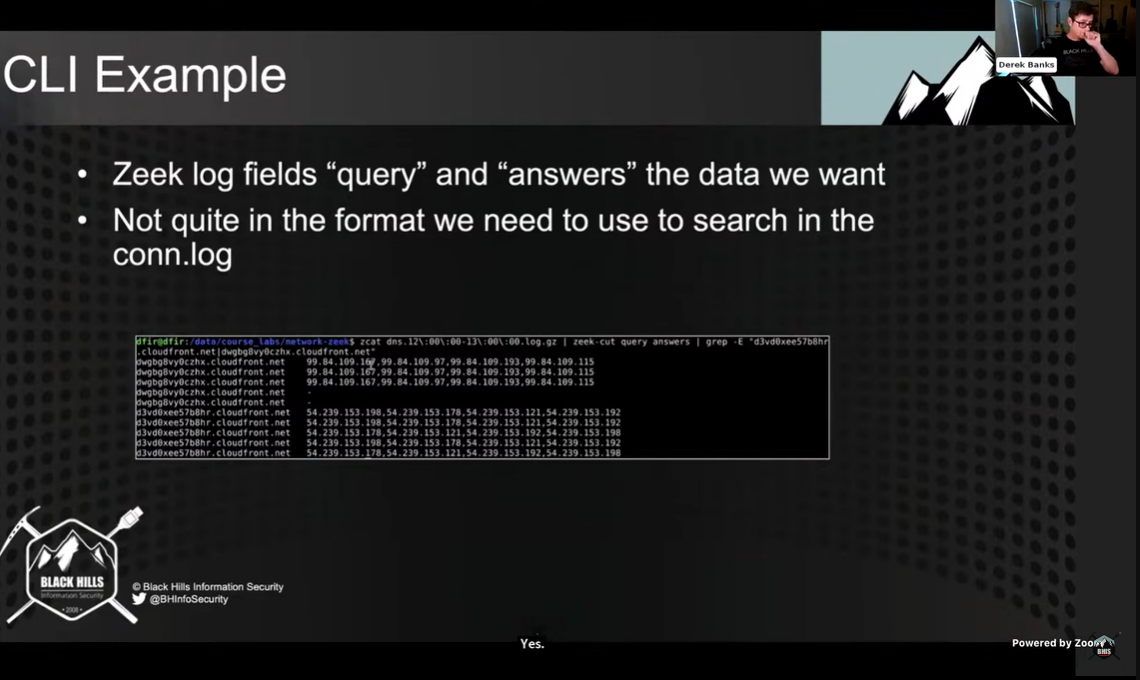 Derek Banks
CLI Example
• Zeek log fields “query” and “answers” the data we want
• Not quite in the format we need to use to search in the
conn.log
dfir@dfir:/data/course_labs/network-zeek$ zcat dns.12\:00\:00-13\:00\:00.log.gz | zeek-cut query answers | grep -E "d3vd0xee57b8hr
.cloudfront.net|dwgbg8vy0czhx.cloudfront.net"
dwgbg8vy0czhx.cloudfront.net 99.84.109.167,99.84.109.97,99.84.109.193,99.84.109.115
dwgbg8vy0czhx.cloudfront.net 99.84.109.167,99.84.109.97,99.84.109.193,99.84.109.115
dwgbg8vy0czhx.cloudfront.net 99.84.109.167,99.84.109.97,99.84.109.193,99.84.109.115
dwgbg8vy0czhx.cloudfront.net -
dwgbg8vy0czhx.cloudfront.net -
d3vd0xee57b8hr.cloudfront.net 54.239.153.198,54.239.153.178,54.239.153.121,54.239.153.192
d3vd0xee57b8hr.cloudfront.net 54.239.153.198,54.239.153.178,54.239.153.121,54.239.153.192
d3vd0xee57b8hr.cloudfront.net 54.239.153.178,54.239.153.121,54.239.153.192,54.239.153.198
d3vd0xee57b8hr.cloudfront.net 54.239.153.198,54.239.153.178,54.239.153.121,54.239.153.192
d3vd0xee57b8hr.cloudfront.net 54.239.153.178,54.239.153.121,54.239.153.192,54.239.153.198
BLACK HILLS
Information Security
• 2008 •
© Black Hills Information Security
@BHInfoSecurity
Yes.
Powered by Zoom
BHIS